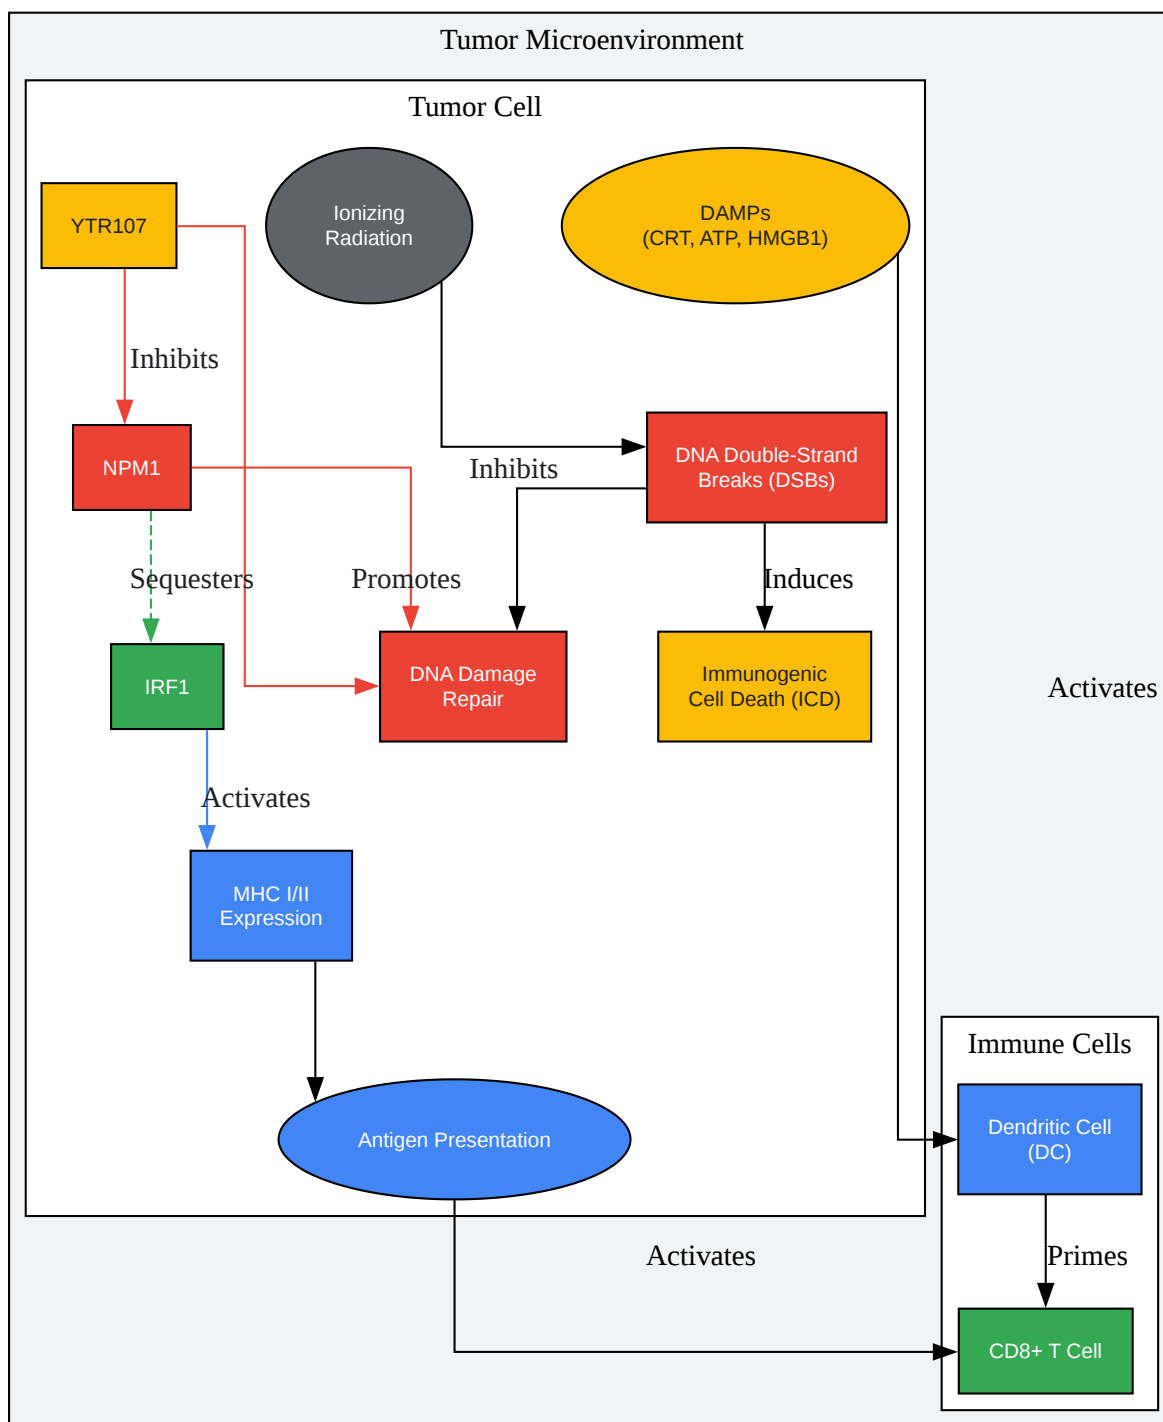 Tumor Microenvironment
Tumor Cell
YTR107
Ionizing
Radiation
DAMPs
(CRT, ATP, HMGB1)
Inhibits
NPM1
Inhibits
DNA Double-Strand
Breaks (DSBs)
Sequesters
Promotes
Induces
IRF1
DNA Damage
Repair
Immunogenic
Cell Death (ICD)
Activates
Activates
MHC I/II
Expression
Immune Cells
Antigen Presentation
Dendritic Cell
(DC)
Activates
Primes
CD8+ T Cell